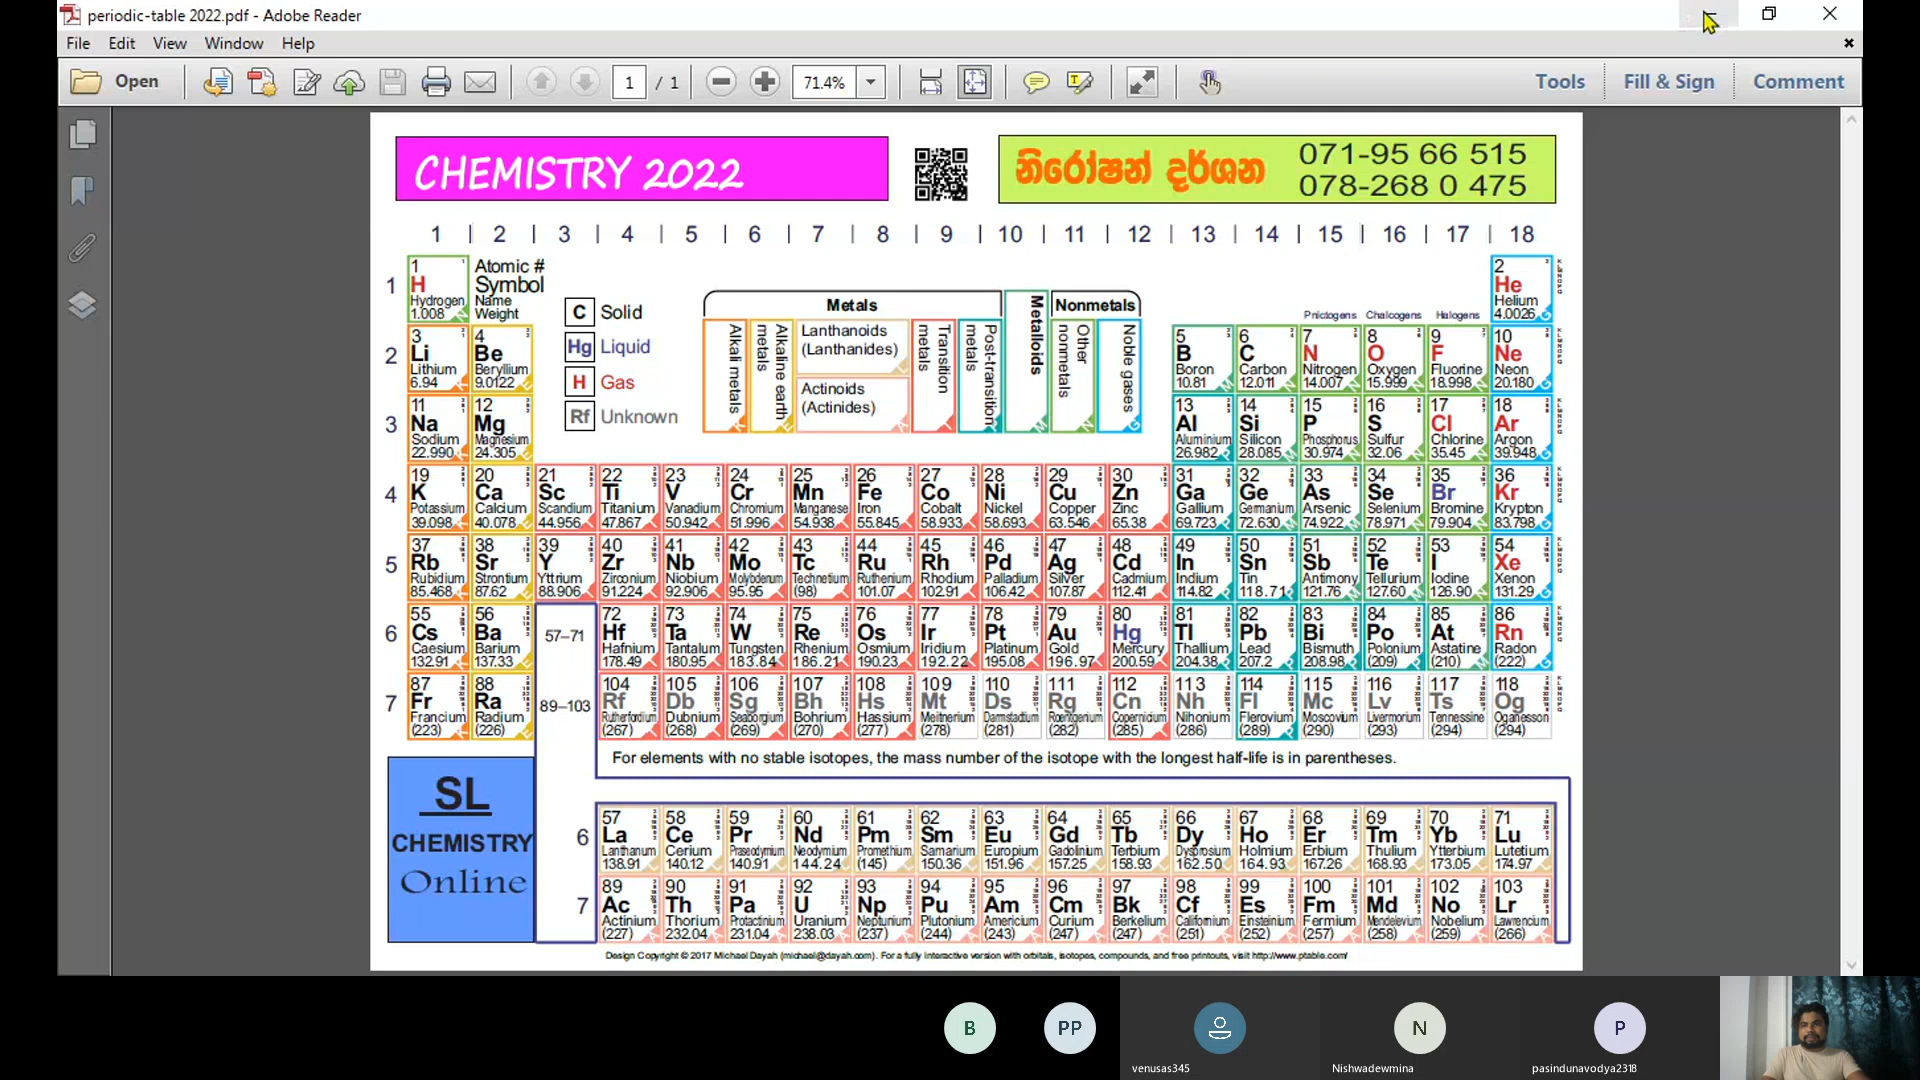 periodic-table 2022.pdf - Adobe Reader
File Edit View Window Help
Open 1 / 1 71.4% Tools Fill & Sign Comment
CHEMISTRY 2022
නිරෝෂන් දර්ශන
071-95 66 515
078-268 0 475
1 2 3 4 5 6 7 8 9 10 11 12 13 14 15 16 17 18
Atomic #
Symbol
Name
Weight
C Solid
Hg Liquid
H Gas
Rf Unknown
Metals
Alkali metals
Alkaline earth metals
Lanthanoids
(Lanthanides)
Actinoids
(Actinides)
Transition metals
Post-transition metals
Metalloids
Nonmetals
Other nonmetals
Noble gases
Pnictogens Chalcogens Halogens
1
1 H Hydrogen 1.008
2 He Helium 4.0026
2
3 Li Lithium 6.94
4 Be Beryllium 9.0122
5 B Boron 10.81
6 C Carbon 12.011
7 N Nitrogen 14.007
8 O Oxygen 15.999
9 F Fluorine 18.998
10 Ne Neon 20.180
3
11 Na Sodium 22.990
12 Mg Magnesium 24.305
13 Al Aluminium 26.982
14 Si Silicon 28.085
15 P Phosphorus 30.974
16 S Sulfur 32.06
17 Cl Chlorine 35.45
18 Ar Argon 39.948
4
19 K Potassium 39.098
20 Ca Calcium 40.078
21 Sc Scandium 44.956
22 Ti Titanium 47.867
23 V Vanadium 50.942
24 Cr Chromium 51.996
25 Mn Manganese 54.938
26 Fe Iron 55.845
27 Co Cobalt 58.933
28 Ni Nickel 58.693
29 Cu Copper 63.546
30 Zn Zinc 65.38
31 Ga Gallium 69.723
32 Ge Germanium 72.630
33 As Arsenic 74.922
34 Se Selenium 78.971
35 Br Bromine 79.904
36 Kr Krypton 83.798
5
37 Rb Rubidium 85.468
38 Sr Strontium 87.62
39 Y Yttrium 88.906
40 Zr Zirconium 91.224
41 Nb Niobium 92.906
42 Mo Molybdenum 95.95
43 Tc Technetium (98)
44 Ru Ruthenium 101.07
45 Rh Rhodium 102.91
46 Pd Palladium 106.42
47 Ag Silver 107.87
48 Cd Cadmium 112.41
49 In Indium 114.82
50 Sn Tin 118.71
51 Sb Antimony 121.76
52 Te Tellurium 127.60
53 I Iodine 126.90
54 Xe Xenon 131.29
6
55 Cs Caesium 132.91
56 Ba Barium 137.33
57–71
72 Hf Hafnium 178.49
73 Ta Tantalum 180.95
74 W Tungsten 183.84
75 Re Rhenium 186.21
76 Os Osmium 190.23
77 Ir Iridium 192.22
78 Pt Platinum 195.08
79 Au Gold 196.97
80 Hg Mercury 200.59
81 Tl Thallium 204.38
82 Pb Lead 207.2
83 Bi Bismuth 208.98
84 Po Polonium (209)
85 At Astatine (210)
86 Rn Radon (222)
7
87 Fr Francium (223)
88 Ra Radium (226)
89–103
104 Rf Rutherfordium (267)
105 Db Dubnium (268)
106 Sg Seaborgium (269)
107 Bh Bohrium (270)
108 Hs Hassium (277)
109 Mt Meitnerium (278)
110 Ds Darmstadtium (281)
111 Rg Roentgenium (282)
112 Cn Copernicium (285)
113 Nh Nihonium (286)
114 Fl Flerovium (289)
115 Mc Moscovium (290)
116 Lv Livermorium (293)
117 Ts Tennessine (294)
118 Og Oganesson (294)
For elements with no stable isotopes, the mass number of the isotope with the longest half-life is in parentheses.
SL
CHEMISTRY
Online
6
57 La Lanthanum 138.91
58 Ce Cerium 140.12
59 Pr Praseodymium 140.91
60 Nd Neodymium 144.24
61 Pm Promethium (145)
62 Sm Samarium 150.36
63 Eu Europium 151.96
64 Gd Gadolinium 157.25
65 Tb Terbium 158.93
66 Dy Dysprosium 162.50
67 Ho Holmium 164.93
68 Er Erbium 167.26
69 Tm Thulium 168.93
70 Yb Ytterbium 173.05
71 Lu Lutetium 174.97
7
89 Ac Actinium (227)
90 Th Thorium 232.04
91 Pa Protactinium 231.04
92 U Uranium 238.03
93 Np Neptunium (237)
94 Pu Plutonium (244)
95 Am Americium (243)
96 Cm Curium (247)
97 Bk Berkelium (247)
98 Cf Californium (251)
99 Es Einsteinium (252)
100 Fm Fermium (257)
101 Md Mendelevium (258)
102 No Nobelium (259)
103 Lr Lawrencium (266)
Design Copyright © 2017 Michael Dayah (michael@dayah.com). For a fully interactive version with orbitals, isotopes, compounds, and free printouts, visit http://www.ptable.com/
B PP N P
venusas345 Nishwadewmina pasindunavodya2318